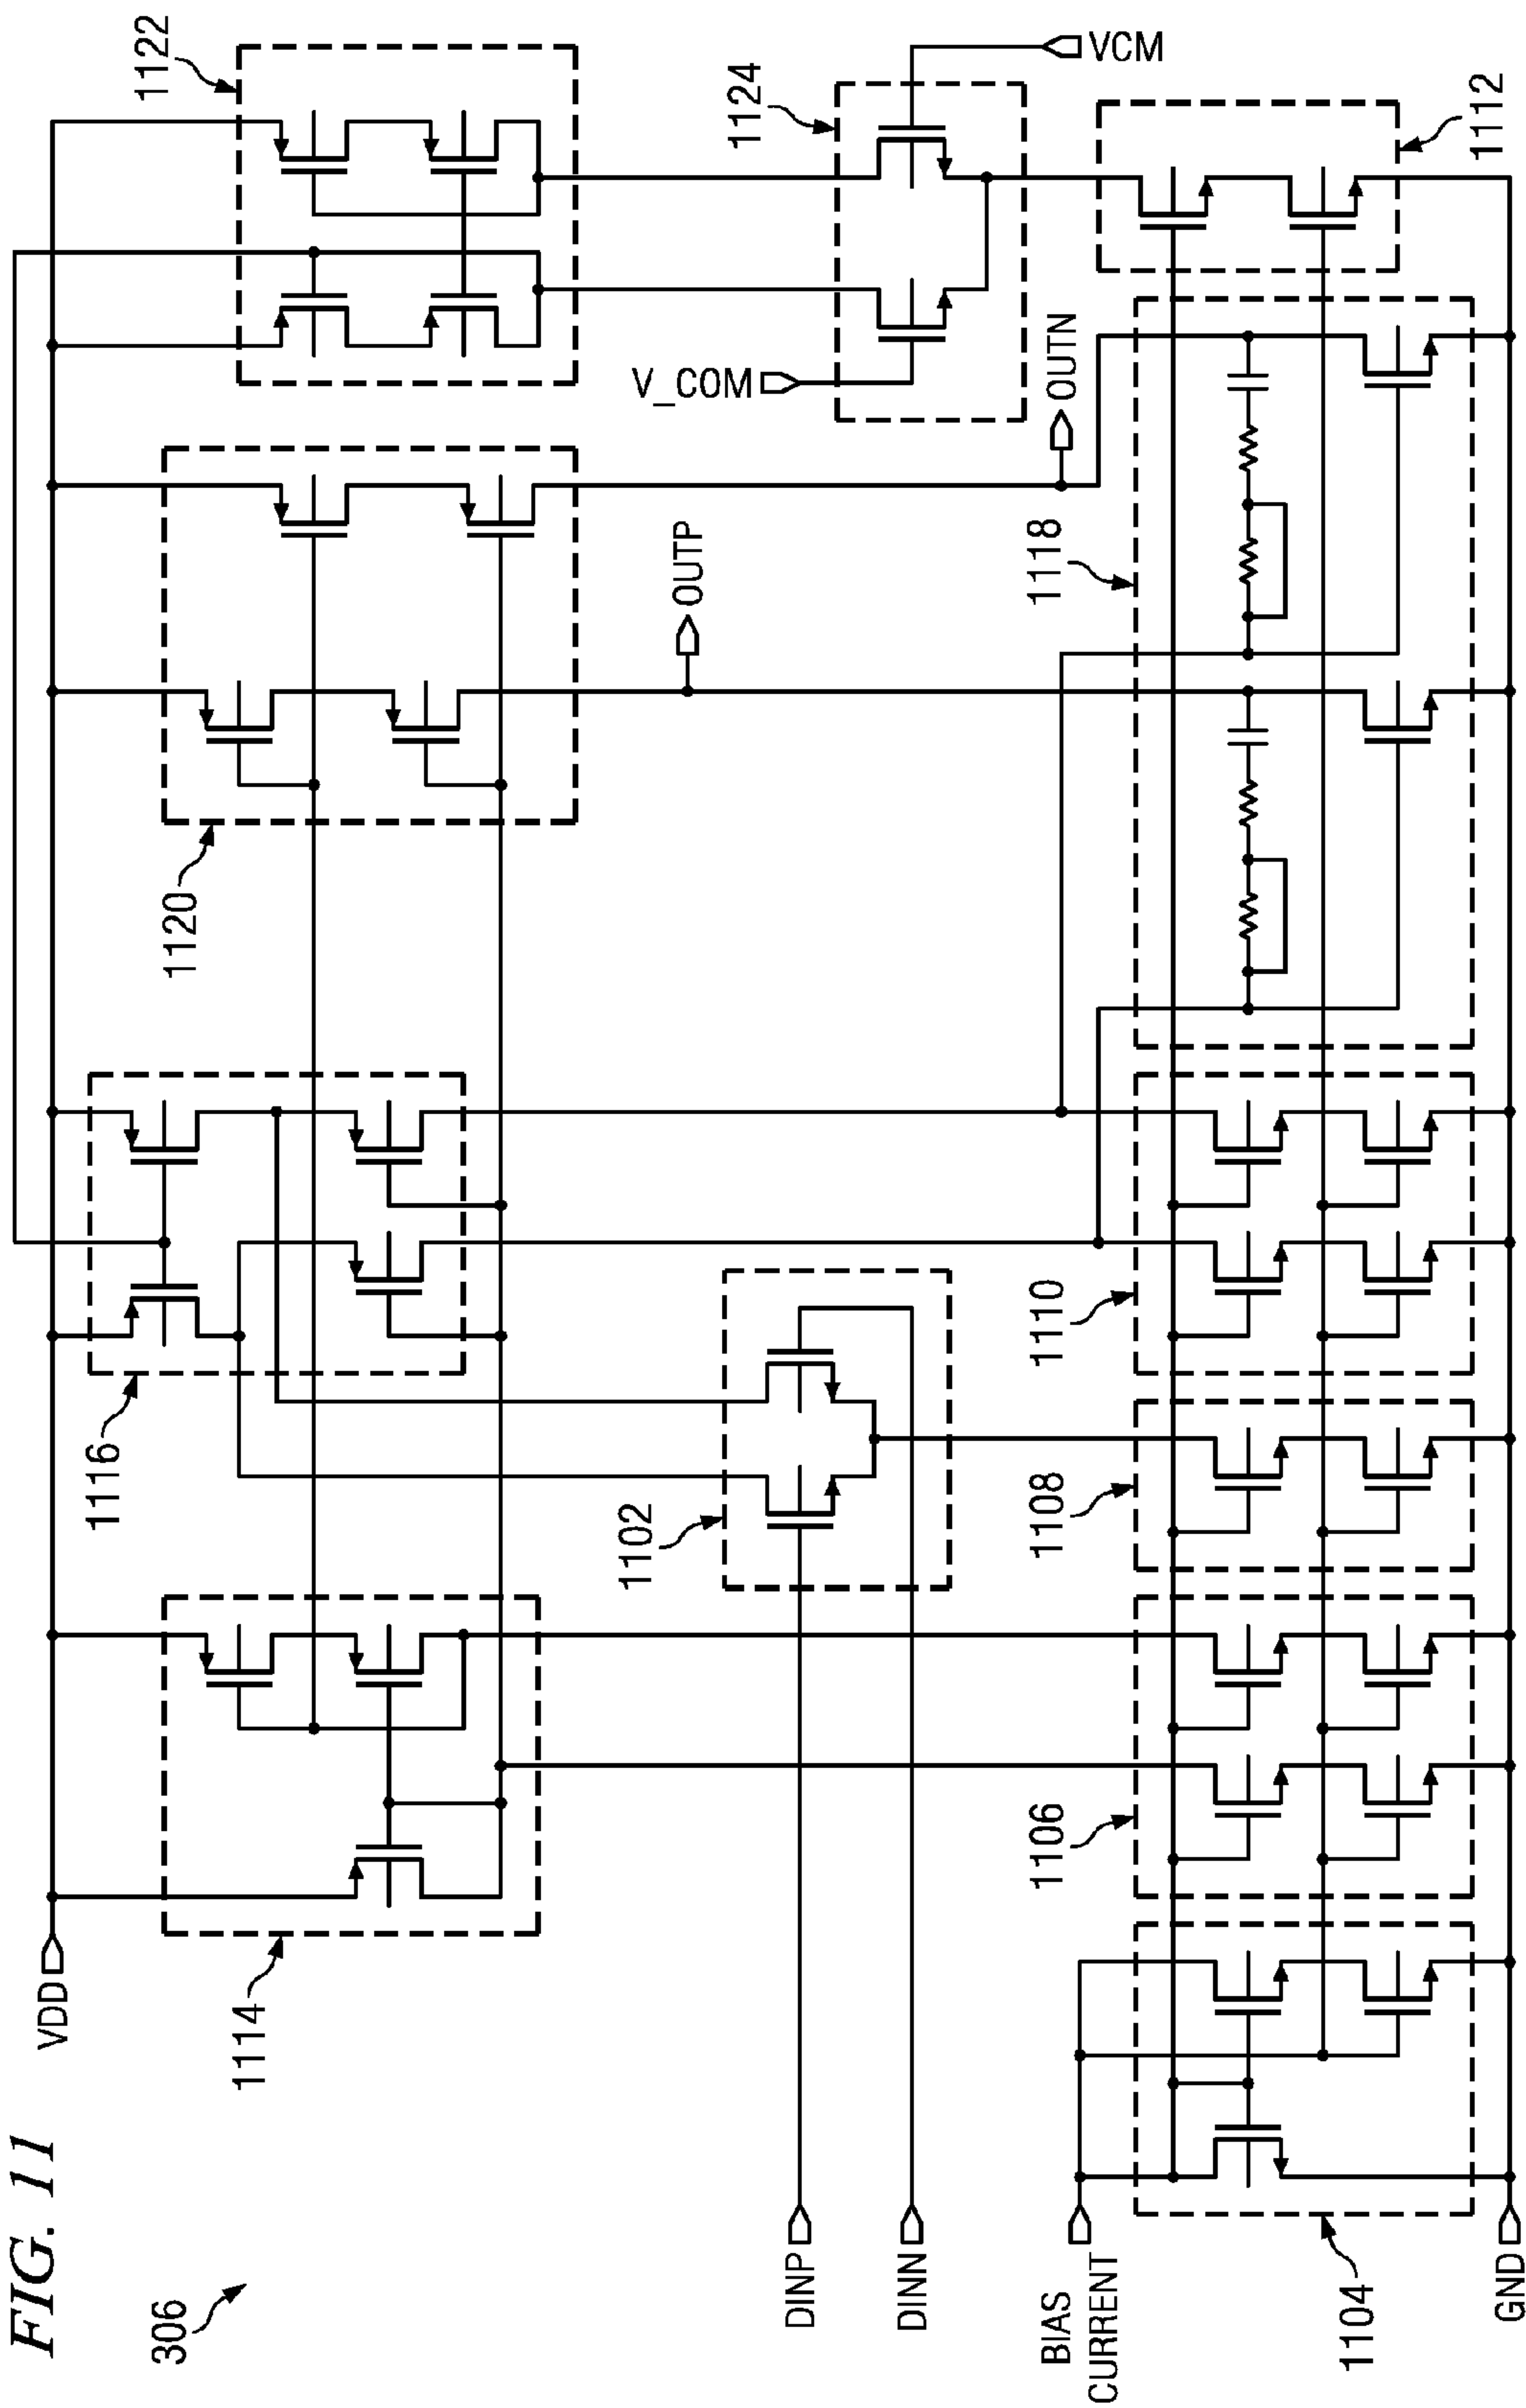 FIG. 11
306
VDD
1114
1116
1120
1122
1102
DINP
DINN
OUTP
V_COM
1124
VCM
OUTN
BIAS
CURRENT
1104
1106
1108
1110
1118
1112
GND